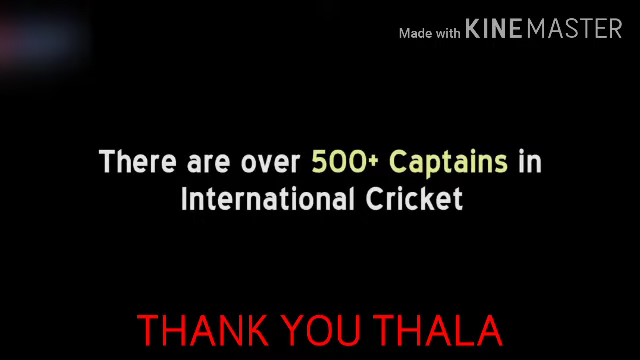 Made with KINEMASTER
There are over 500+ Captains in
International Cricket
THANK YOU THALA